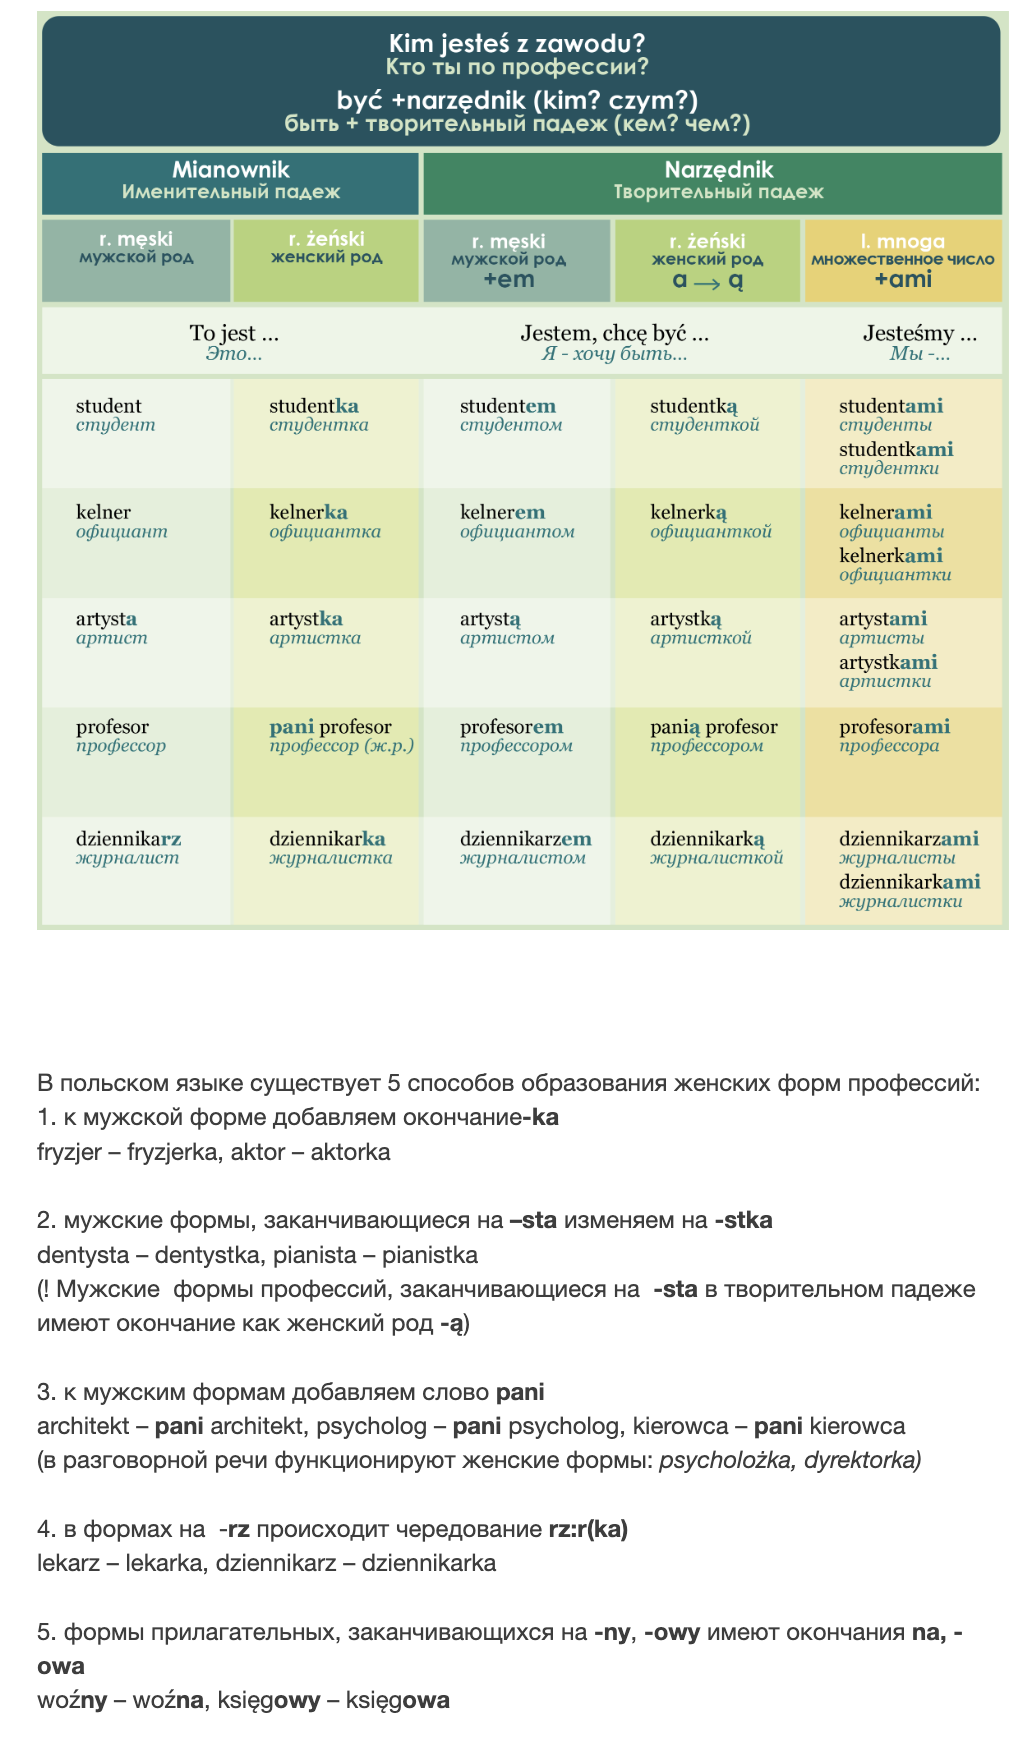 Kim jesteś z zawodu?
Кто ты по профессии?
być +narzędnik (kim? czym?)
быть + творительный падеж (кем? чем?)
Mianownik
Именительный падеж
Narzędnik
Творительный падеж
r. męski
мужской род
r. żeński
женский род
r. męski
мужской род
+em
r. żeński
женский род
a → ą
l. mnoga
множественное число
+ami
To jest ...
Это...
Jestem, chcę być ...
Я - хочу быть...
Jesteśmy ...
Мы -...
student
студент
studentka
студентка
studentem
студентом
studentką
студенткой
studentami
студенты
studentkami
студентки
kelner
официант
kelnerka
официантка
kelnerem
официантом
kelnerką
официанткой
kelnerami
официанты
kelnerkami
официантки
artysta
артист
artystka
артистка
artystą
артистом
artystką
артисткой
artystami
артисты
artystkami
артистки
profesor
профессор
pani profesor
профессор (ж.р.)
profesorem
профессором
panią profesor
профессором
profesorami
профессора
dziennikarz
журналист
dziennikarka
журналистка
dziennikarzem
журналистом
dziennikarką
журналисткой
dziennikarzami
журналисты
dziennikarkami
журналистки
В польском языке существует 5 способов образования женских форм профессий:
1. к мужской форме добавляем окончание-ka
fryzjer – fryzjerka, aktor – aktorka
2. мужские формы, заканчивающиеся на –sta изменяем на -stka
dentysta – dentystka, pianista – pianistka
(! Мужские  формы профессий, заканчивающиеся на  -sta в творительном падеже
имеют окончание как женский род -ą)
3. к мужским формам добавляем слово pani
architekt – pani architekt, psycholog – pani psycholog, kierowca – pani kierowca
(в разговорной речи функционируют женские формы: psycholożka, dyrektorka)
4. в формах на  -rz происходит чередование rz:r(ka)
lekarz – lekarka, dziennikarz – dziennikarka
5. формы прилагательных, заканчивающихся на -ny, -owy имеют окончания na, -
owa
woźny – woźna, księgowy – księgowa